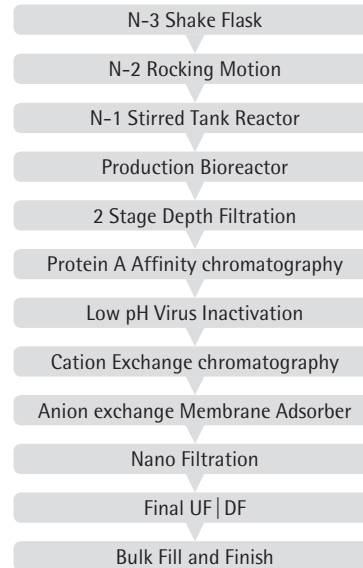 N-3 Shake Flask
N-2 Rocking Motion
N-1 Stirred Tank Reactor
Production Bioreactor
2 Stage Depth Filtration
Protein A Affinity chromatography
Low pH Virus Inactivation
Cation Exchange chromatography
Anion exchange Membrane Adsorber
Nano Filtration
Final UF | DF
Bulk Fill and Finish